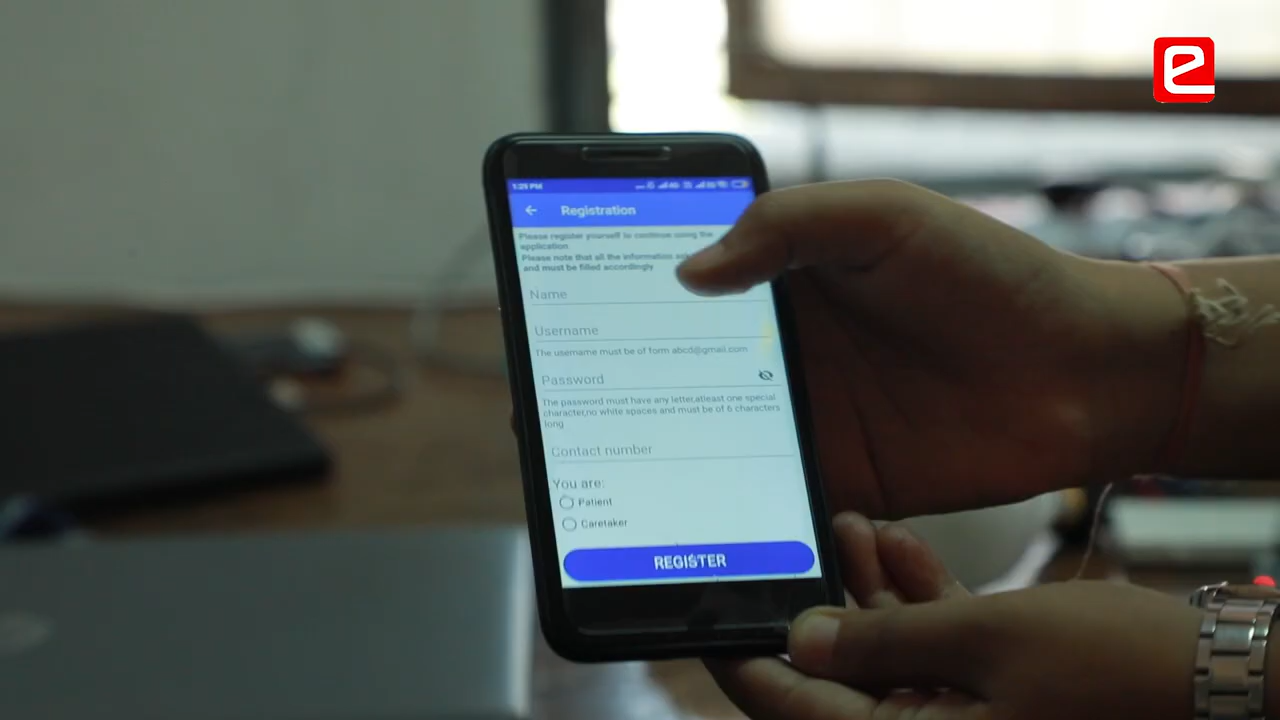 e
1:29 PM
Registration
Please register yourself to continue using the
application
Please note that all the information
and must be filled accordingly
Name
Username
The username must be of form abcd@gmail.com
Password
The password must have any letter,atleast one special
character,no white spaces and must be of 6 characters
long
Contact number
You are:
Patient
Caretaker
REGISTER